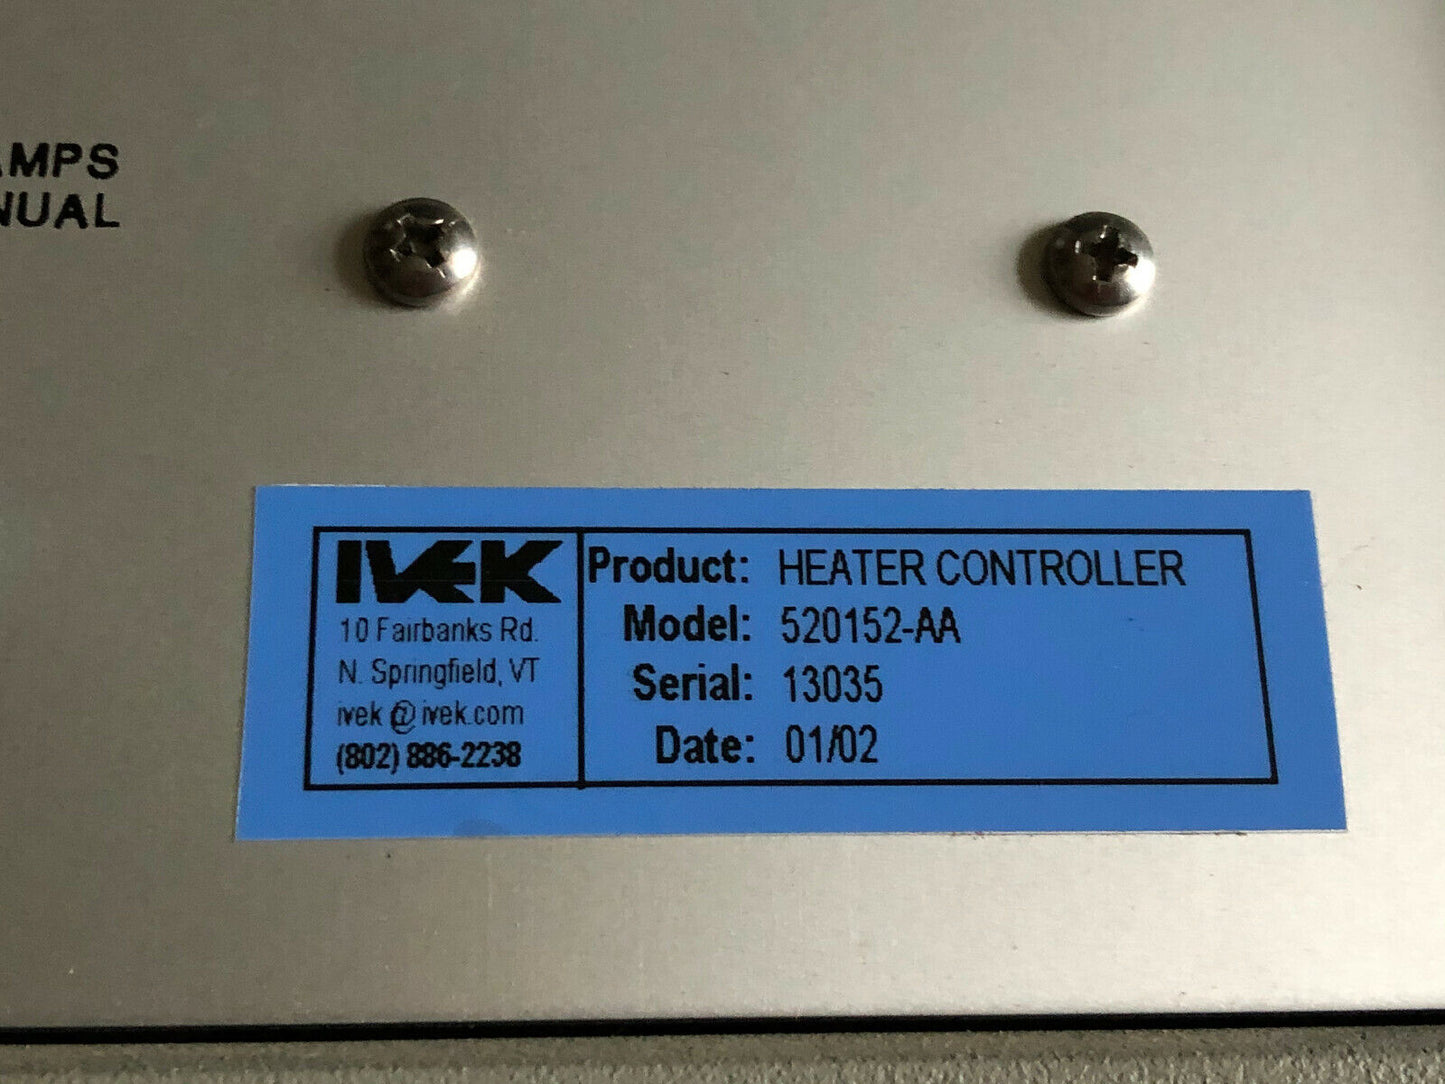 AMPS
NUAL
IVEK
10 Fairbanks Rd.
N. Springfield, VT
ivek @ ivek.com
(802) 886-2238
Product: HEATER CONTROLLER
Model: 520152-AA
Serial: 13035
Date: 01/02